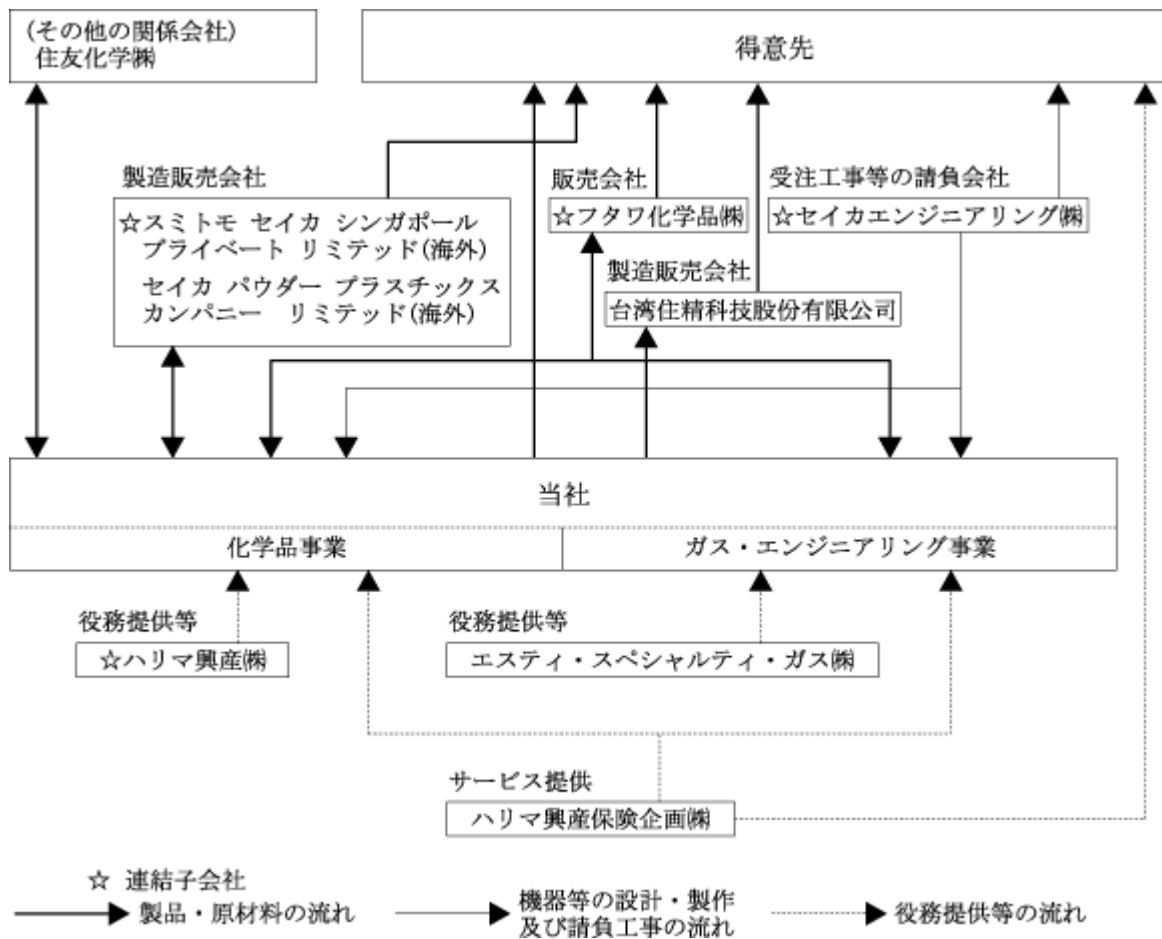 (その他の関係会社)
住友化学㈱
得意先
製造販売会社
☆スミトモ セイカ シンガポール
プライベート リミテッド(海外)
セイカ パウダー プラスチックス
カンパニー リミテッド(海外)
販売会社
☆フタワ化学品㈱
受注工事等の請負会社
☆セイカエンジニアリング㈱
製造販売会社
台湾住精科技股份有限公司
当社
化学品事業
ガス・エンジニアリング事業
役務提供等
☆ハリマ興産㈱
役務提供等
エスティ・スペシャルティ・ガス㈱
サービス提供
ハリマ興産保険企画㈱
☆ 連結子会社
製品・原材料の流れ
機器等の設計・製作
及び請負工事の流れ
役務提供等の流れ